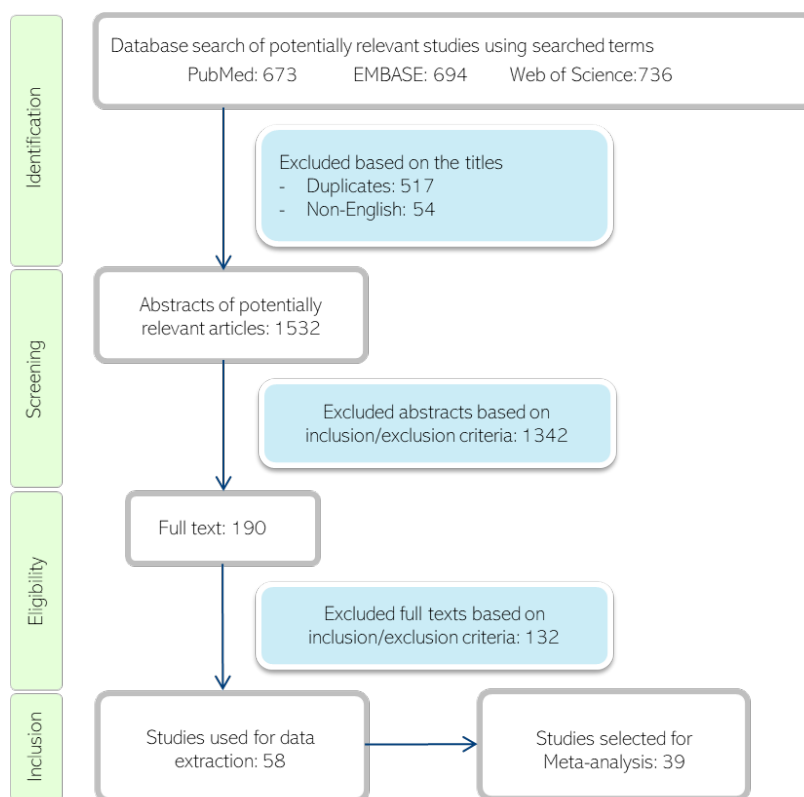 Identification
Database search of potentially relevant studies using searched terms
PubMed: 673 EMBASE: 694 Web of Science:736
Excluded based on the titles
- Duplicates: 517
- Non-English: 54
Screening
Abstracts of potentially
relevant articles: 1532
Excluded abstracts based on
inclusion/exclusion criteria: 1342
Eligibility
Full text: 190
Excluded full texts based on
inclusion/exclusion criteria: 132
Inclusion
Studies used for data
extraction: 58
Studies selected for
Meta-analysis: 39